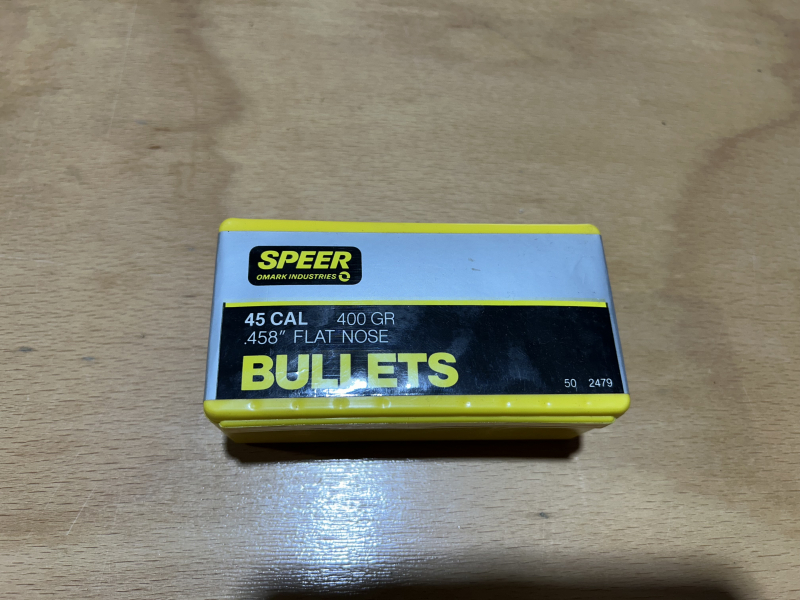 SPEER
OMARK INDUSTRIES
45 CAL 400 GR
.458" FLAT NOSE
BULLETS
50 2479